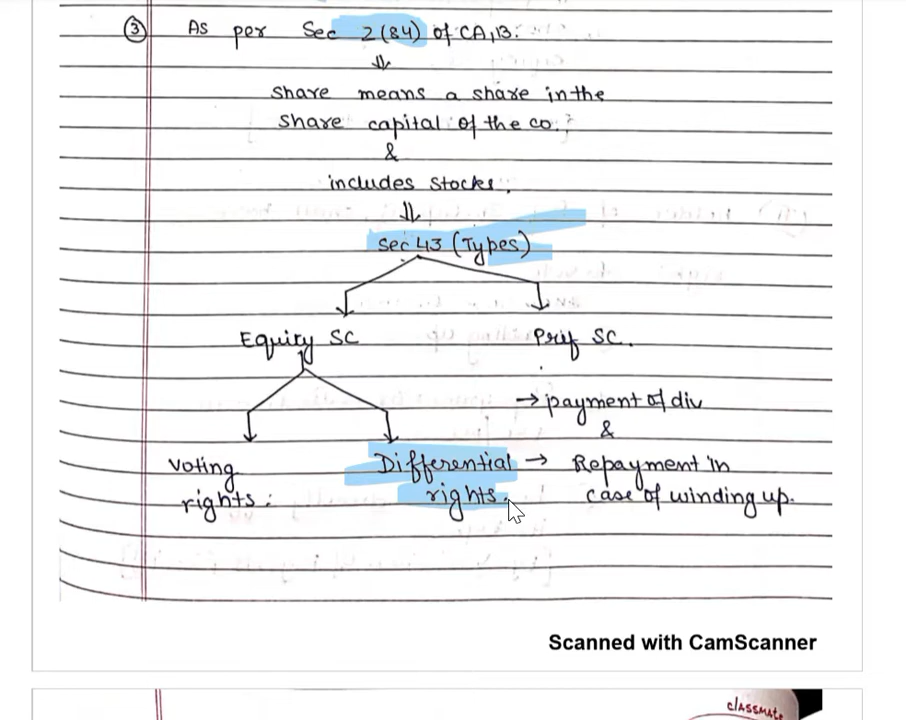 ③ As per Sec 2(84) of CA,13.
⇓
Share means a share in the
share capital of the co.
&
includes stocks.
⇓
Sec 43 (Types)
Equity SC
Prif SC.
→ payment of div
&
→ Repayment in
case of winding up.
Voting
rights:
Differential
rights.
Scanned with CamScanner
classmate